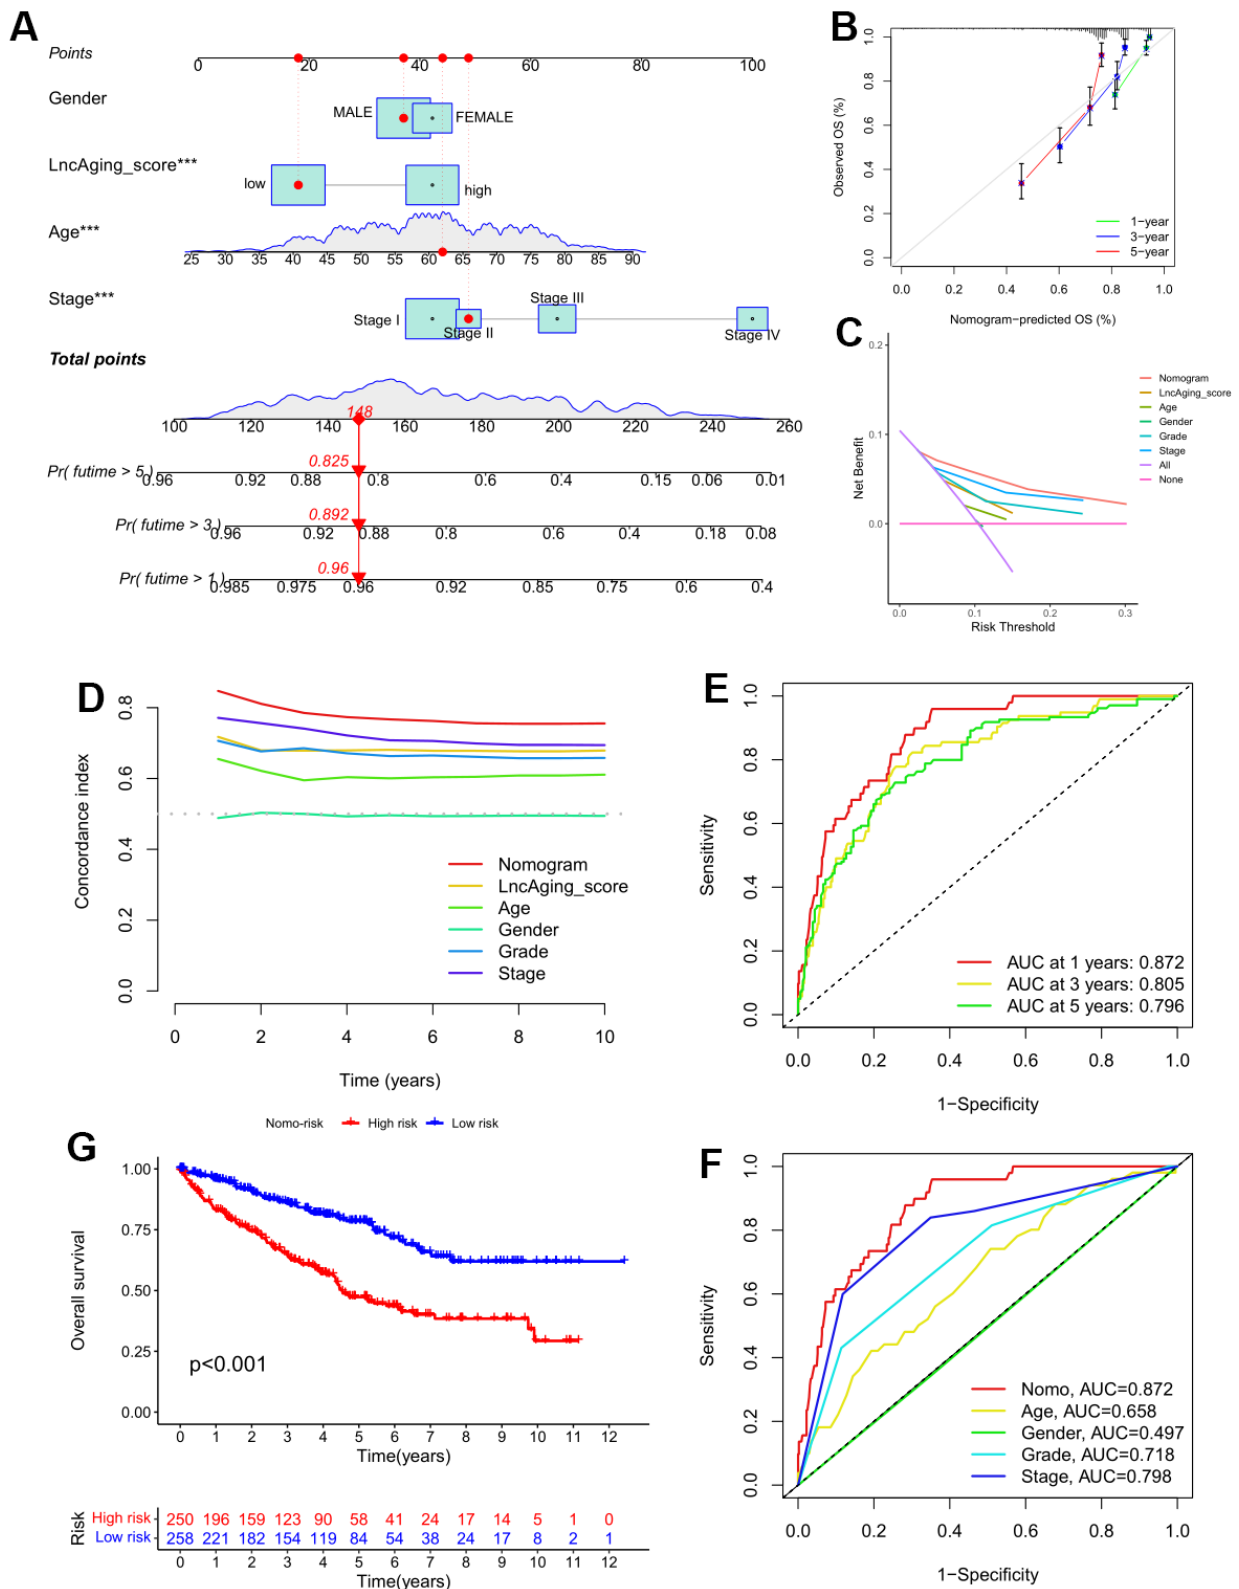 A
Points
0 20 40 60 80 100
Gender
MALE
FEMALE
LncAging_score***
low
high
Age***
25 30 35 40 45 50 55 60 65 70 75 80 85 90
Stage***
Stage I
Stage II
Stage III
Stage IV
Total points
148
100 120 140 160 180 200 220 240 260
0.825
Pr( futime > 5 )
0.96 0.92 0.88 0.8 0.6 0.4 0.15 0.06 0.01
0.892
Pr( futime > 3 )
0.96 0.92 0.88 0.8 0.6 0.4 0.18 0.08
0.96
Pr( futime > 1 )
0.985 0.975 0.96 0.92 0.85 0.75 0.6 0.4
B
Observed OS (%)
1.0
0.8
0.6
0.4
0.2
0.0
1-year
3-year
5-year
0.0 0.2 0.4 0.6 0.8 1.0
Nomogram-predicted OS (%)
C
Net Benefit
0.2
0.1
0.0
Nomogram
LncAging_score
Age
Gender
Grade
Stage
All
None
0.0 0.1 0.2 0.3
Risk Threshold
D
Concordance index
0.8
0.6
0.4
0.2
0.0
Nomogram
LncAging_score
Age
Gender
Grade
Stage
0 2 4 6 8 10
Time (years)
E
Sensitivity
1.0
0.8
0.6
0.4
0.2
0.0
AUC at 1 years: 0.872
AUC at 3 years: 0.805
AUC at 5 years: 0.796
0.0 0.2 0.4 0.6 0.8 1.0
1-Specificity
G
Nomo-risk High risk Low risk
Overall survival
1.00
0.75
0.50
0.25
0.00
p<0.001
0 1 2 3 4 5 6 7 8 9 10 11 12
Time(years)
Risk
High risk 250 196 159 123 90 58 41 24 17 14 5 1 0
Low risk 258 221 182 154 119 84 54 38 24 17 8 2 1
0 1 2 3 4 5 6 7 8 9 10 11 12
Time(years)
F
Sensitivity
1.0
0.8
0.6
0.4
0.2
0.0
Nomo, AUC=0.872
Age, AUC=0.658
Gender, AUC=0.497
Grade, AUC=0.718
Stage, AUC=0.798
0.0 0.2 0.4 0.6 0.8 1.0
1-Specificity